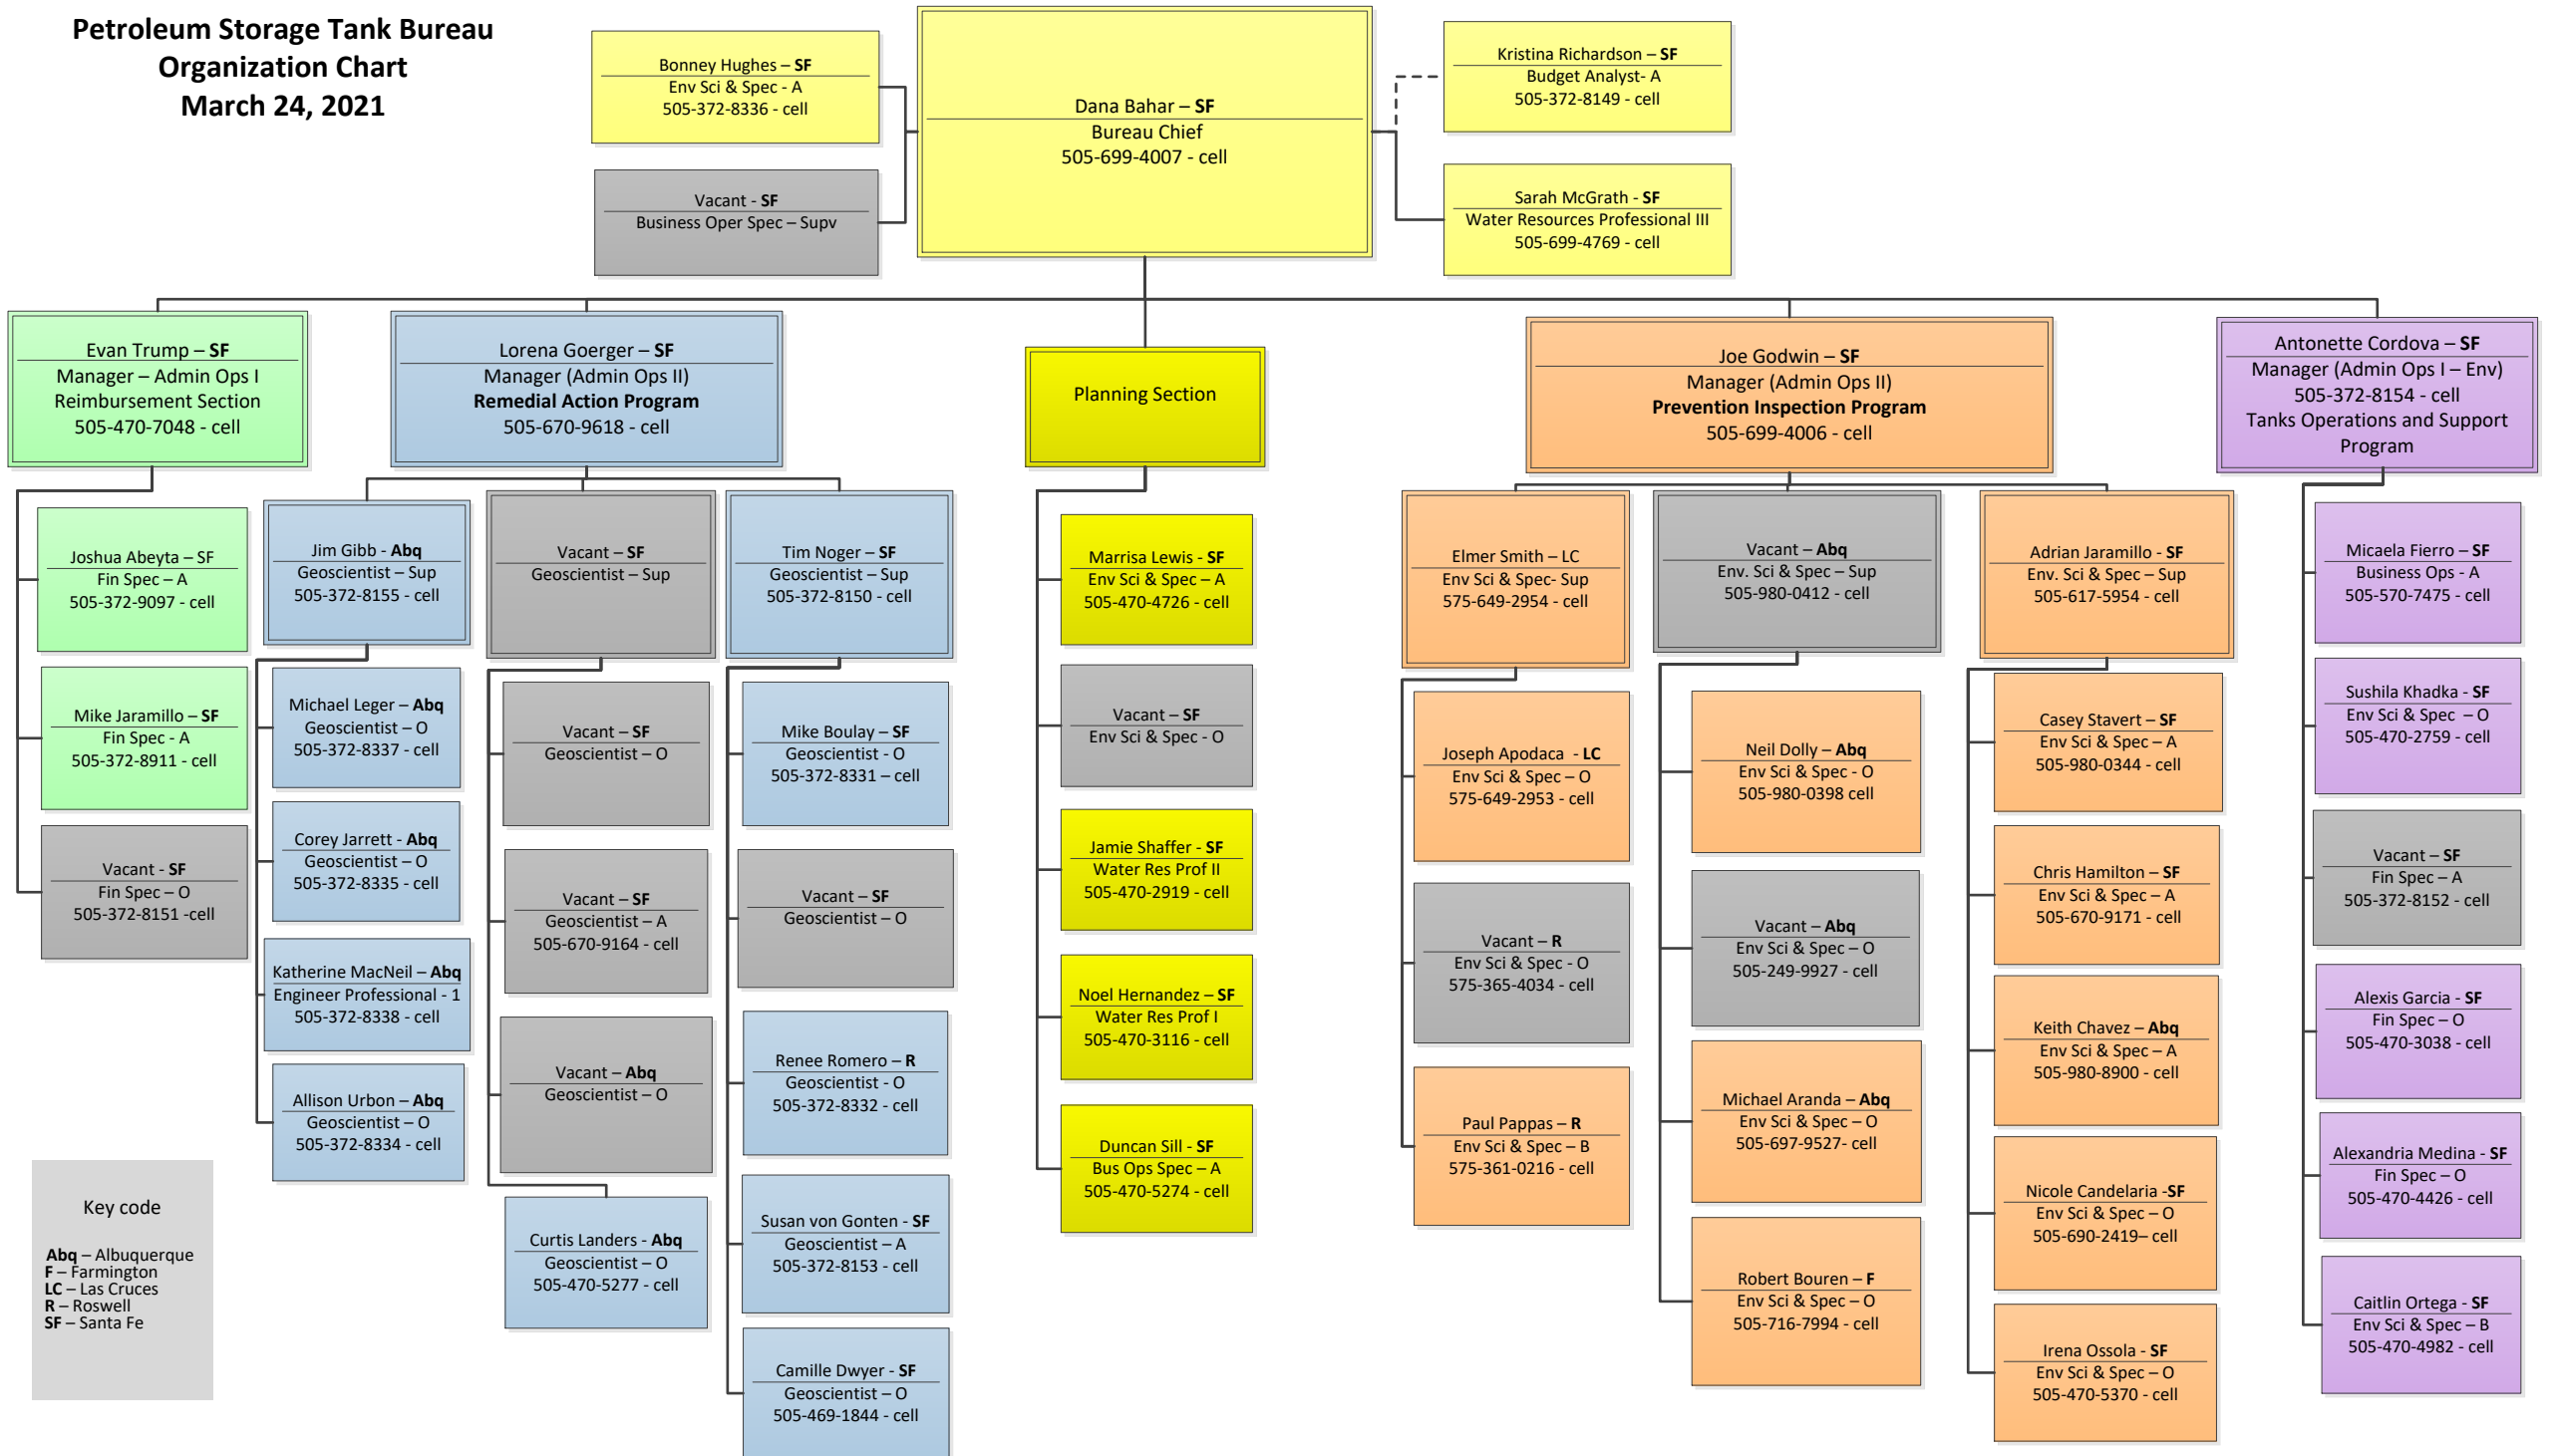 Petroleum Storage Tank Bureau
Organization Chart
March 24, 2021
Bonney Hughes – SF
Env Sci & Spec - A
505-372-8336 - cell
Vacant - SF
Business Oper Spec – Supv
Dana Bahar – SF
Bureau Chief
505-699-4007 - cell
Kristina Richardson – SF
Budget Analyst- A
505-372-8149 - cell
Sarah McGrath - SF
Water Resources Professional III
505-699-4769 - cell
Evan Trump – SF
Manager – Admin Ops I
Reimbursement Section
505-470-7048 - cell
Lorena Goerger – SF
Manager (Admin Ops II)
Remedial Action Program
505-670-9618 - cell
Planning Section
Joe Godwin – SF
Manager (Admin Ops II)
Prevention Inspection Program
505-699-4006 - cell
Antonette Cordova – SF
Manager (Admin Ops I – Env)
505-372-8154 - cell
Tanks Operations and Support
Program
Joshua Abeyta – SF
Fin Spec – A
505-372-9097 - cell
Mike Jaramillo – SF
Fin Spec - A
505-372-8911 - cell
Vacant - SF
Fin Spec – O
505-372-8151 -cell
Jim Gibb - Abq
Geoscientist – Sup
505-372-8155 - cell
Michael Leger – Abq
Geoscientist – O
505-372-8337 - cell
Corey Jarrett - Abq
Geoscientist – O
505-372-8335 - cell
Katherine MacNeil – Abq
Engineer Professional - 1
505-372-8338 - cell
Allison Urbon – Abq
Geoscientist – O
505-372-8334 - cell
Vacant – SF
Geoscientist – Sup
Vacant – SF
Geoscientist – O
Vacant – SF
Geoscientist – A
505-670-9164 - cell
Vacant – Abq
Geoscientist – O
Curtis Landers - Abq
Geoscientist – O
505-470-5277 - cell
Tim Noger – SF
Geoscientist – Sup
505-372-8150 - cell
Mike Boulay – SF
Geoscientist - O
505-372-8331 – cell
Vacant – SF
Geoscientist – O
Renee Romero – R
Geoscientist - O
505-372-8332 - cell
Susan von Gonten - SF
Geoscientist – A
505-372-8153 - cell
Camille Dwyer - SF
Geoscientist – O
505-469-1844 - cell
Marrisa Lewis - SF
Env Sci & Spec – A
505-470-4726 - cell
Vacant – SF
Env Sci & Spec - O
Jamie Shaffer - SF
Water Res Prof II
505-470-2919 - cell
Noel Hernandez – SF
Water Res Prof I
505-470-3116 - cell
Duncan Sill - SF
Bus Ops Spec – A
505-470-5274 - cell
Elmer Smith – LC
Env Sci & Spec- Sup
575-649-2954 - cell
Joseph Apodaca - LC
Env Sci & Spec – O
575-649-2953 - cell
Vacant – R
Env Sci & Spec - O
575-365-4034 - cell
Paul Pappas – R
Env Sci & Spec – B
575-361-0216 - cell
Vacant – Abq
Env. Sci & Spec – Sup
505-980-0412 - cell
Neil Dolly – Abq
Env Sci & Spec - O
505-980-0398 cell
Vacant – Abq
Env Sci & Spec – O
505-249-9927 - cell
Michael Aranda – Abq
Env Sci & Spec – O
505-697-9527- cell
Robert Bouren – F
Env Sci & Spec – O
505-716-7994 - cell
Adrian Jaramillo - SF
Env. Sci & Spec – Sup
505-617-5954 - cell
Casey Stavert – SF
Env Sci & Spec – A
505-980-0344 - cell
Chris Hamilton – SF
Env Sci & Spec – A
505-670-9171 - cell
Keith Chavez – Abq
Env Sci & Spec – A
505-980-8900 - cell
Nicole Candelaria -SF
Env Sci & Spec – O
505-690-2419– cell
Irena Ossola - SF
Env Sci & Spec – O
505-470-5370 - cell
Micaela Fierro – SF
Business Ops - A
505-570-7475 - cell
Sushila Khadka - SF
Env Sci & Spec – O
505-470-2759 - cell
Vacant – SF
Fin Spec – A
505-372-8152 - cell
Alexis Garcia - SF
Fin Spec – O
505-470-3038 - cell
Alexandria Medina - SF
Fin Spec – O
505-470-4426 - cell
Caitlin Ortega - SF
Env Sci & Spec – B
505-470-4982 - cell
Key code
Abq – Albuquerque
F – Farmington
LC – Las Cruces
R – Roswell
SF – Santa Fe